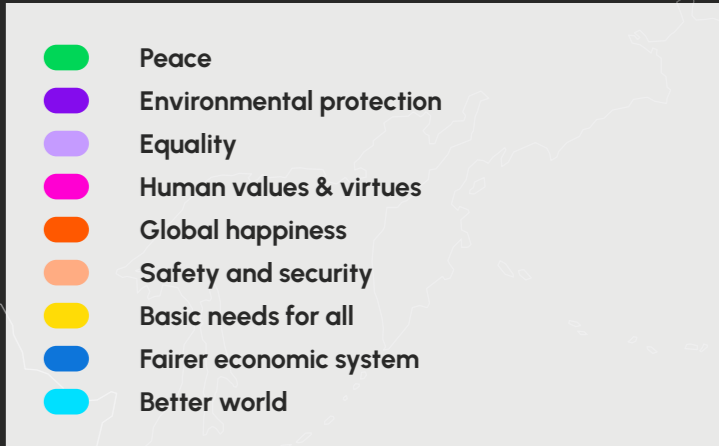 Peace
Environmental protection
Equality
Human values & virtues
Global happiness
Safety and security
Basic needs for all
Fairer economic system
Better world